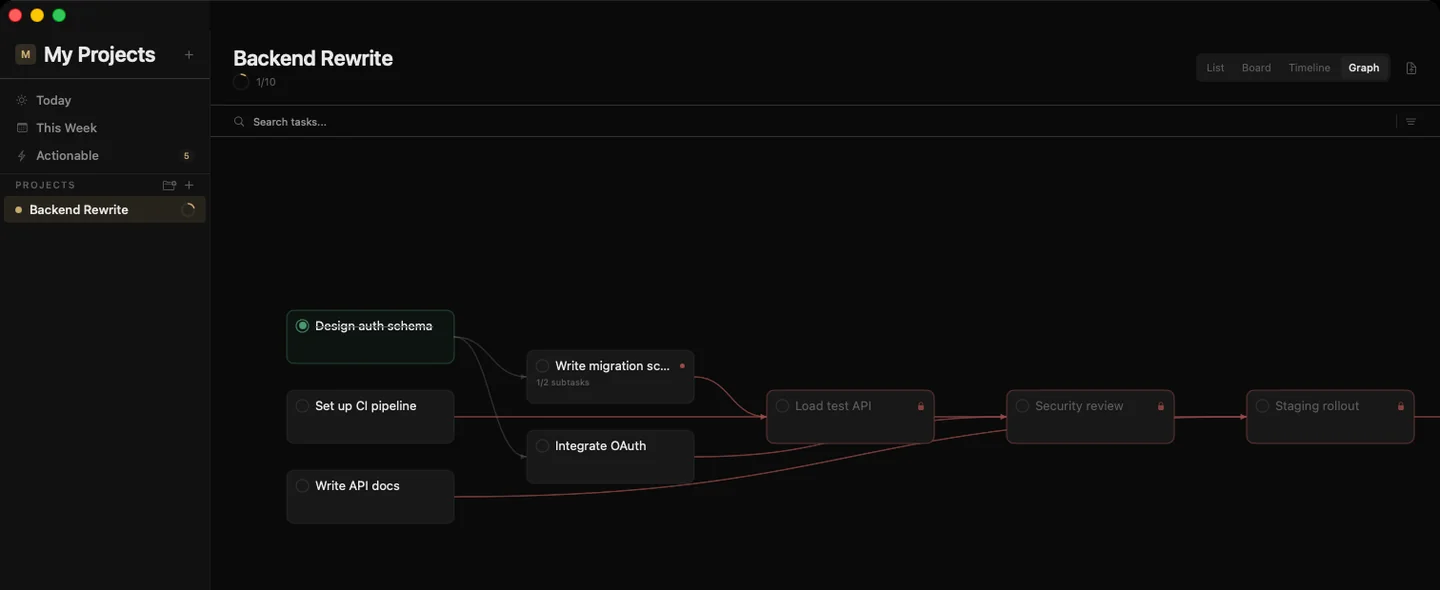 M My Projects +
Today
This Week
Actionable 5
PROJECTS +
Backend Rewrite
Backend Rewrite
1/10
List Board Timeline Graph
Search tasks...
Design auth schema
Set up CI pipeline
Write API docs
Write migration sc...
1/2 subtasks
Integrate OAuth
Load test API
Security review
Staging rollout